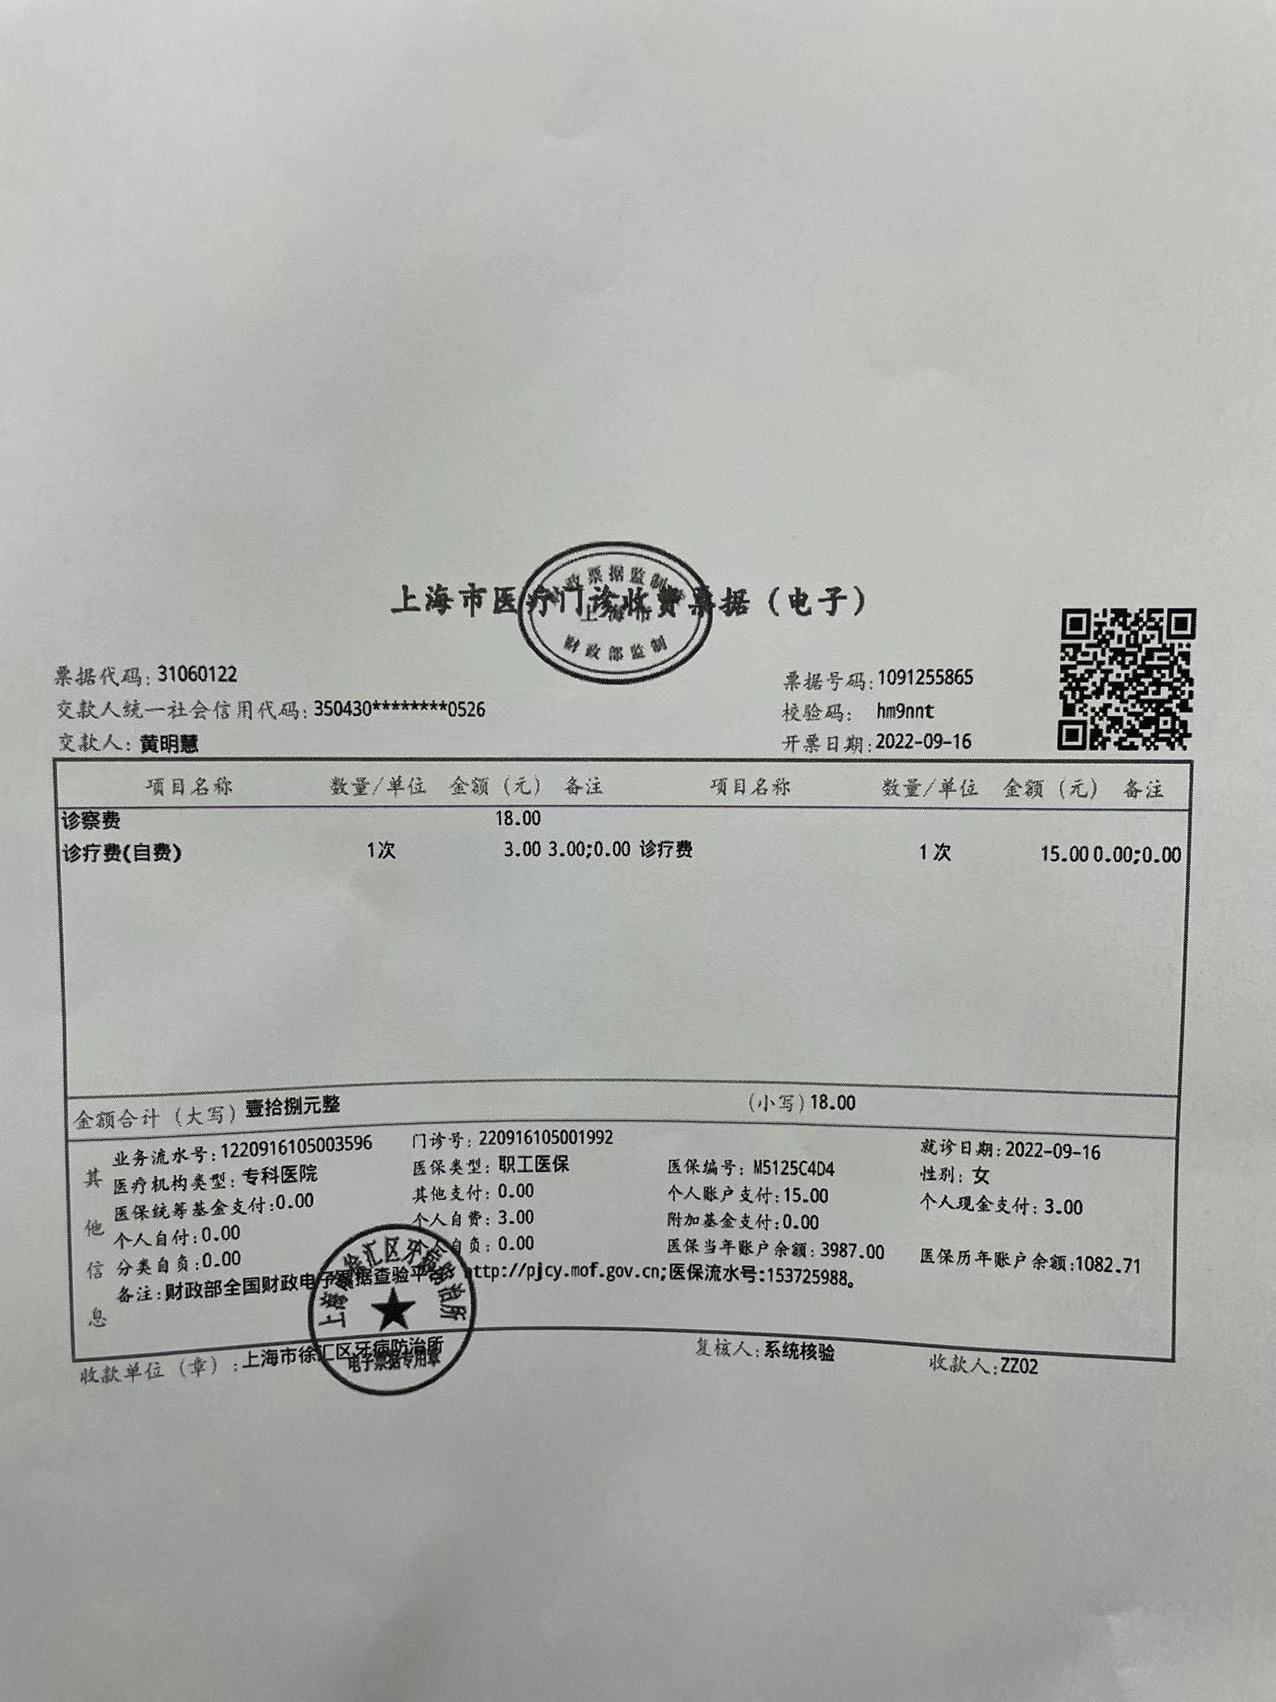 上海市医疗门诊收费票据（电子）
财政票据监制
上海市
财政部监制
票据代码：31060122
票据号码：1091255865
交款人统一社会信用代码：350430********0526
校验码： hm9nnt
交款人：黄明慧
开票日期：2022-09-16
项目名称 数量/单位 金额（元） 备注 项目名称 数量/单位 金额（元） 备注
诊察费 18.00
诊疗费(自费) 1次 3.00 3.00;0.00 诊疗费 1次 15.00 0.00;0.00
金额合计（大写）壹拾捌元整 （小写）18.00
其他信息
业务流水号：1220916105003596 门诊号：220916105001992 就诊日期：2022-09-16
医疗机构类型：专科医院 医保类型：职工医保 医保编号：M5125C4D4 性别：女
医保统筹基金支付：0.00 其他支付：0.00 个人账户支付：15.00 个人现金支付：3.00
个人自付：0.00 个人自费：3.00 附加基金支付：0.00
分类自负：0.00 自负：0.00 医保当年账户余额：3987.00 医保历年账户余额：1082.71
备注：财政部全国财政电子票据查验平 http://pjcy.mof.gov.cn;医保流水号:153725988。
收款单位（章）：上海市徐汇区牙病防治所 复核人：系统核验 收款人：ZZ02
上海市徐汇区牙病防治所
电子票据专用章